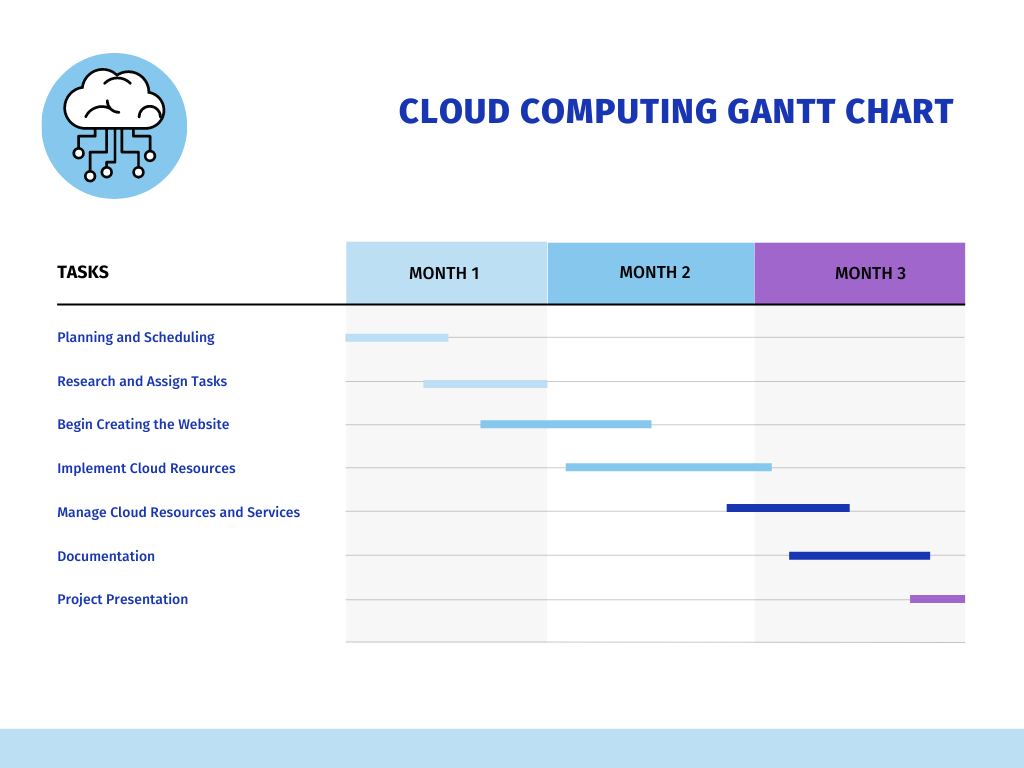 CLOUD COMPUTING GANTT CHART
TASKS
MONTH 1
MONTH 2
MONTH 3
Planning and Scheduling
Research and Assign Tasks
Begin Creating the Website
Implement Cloud Resources
Manage Cloud Resources and Services
Documentation
Project Presentation